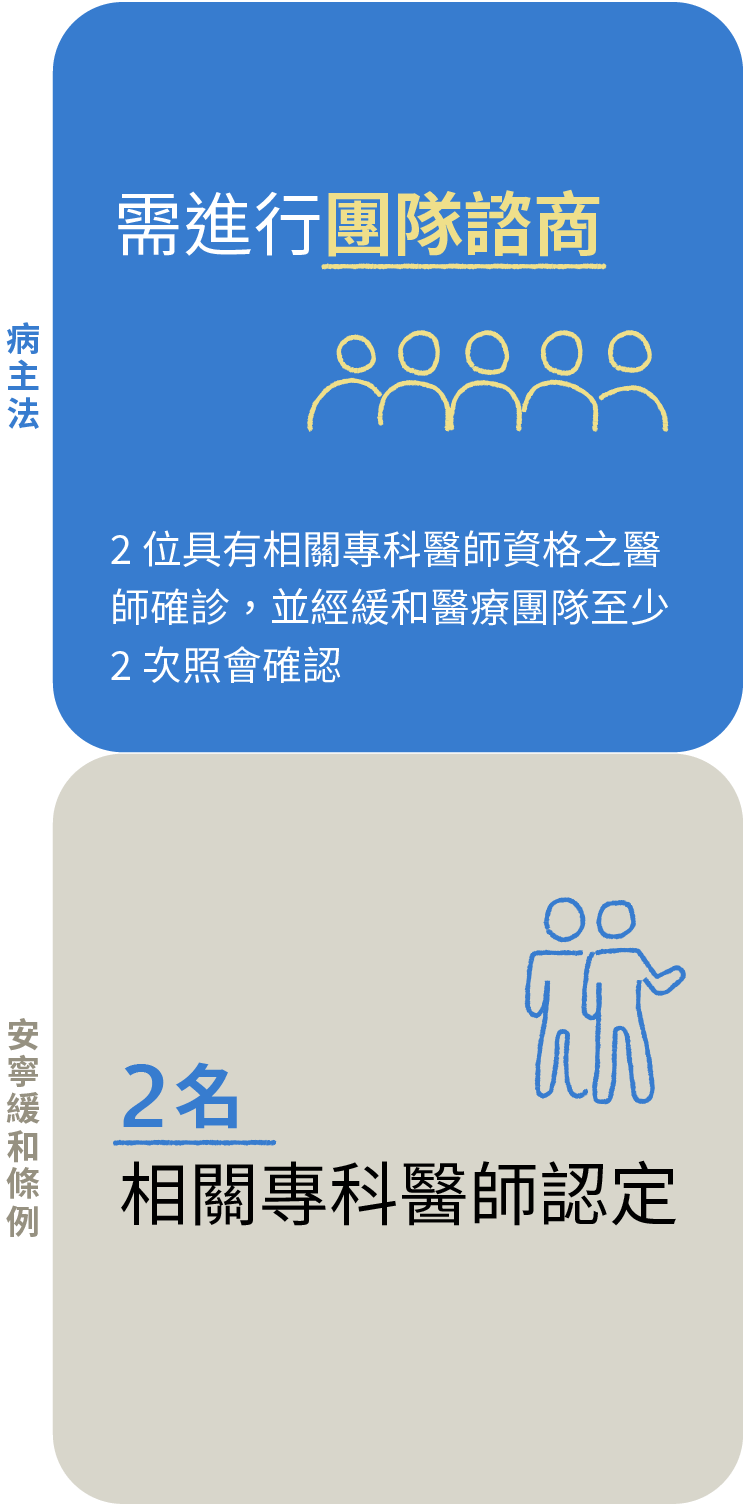 病主法
需進行團隊諮商
2 位具有相關專科醫師資格之醫
師確診，並經緩和醫療團隊至少
2 次照會確認
安寧緩和條例
2名
相關專科醫師認定